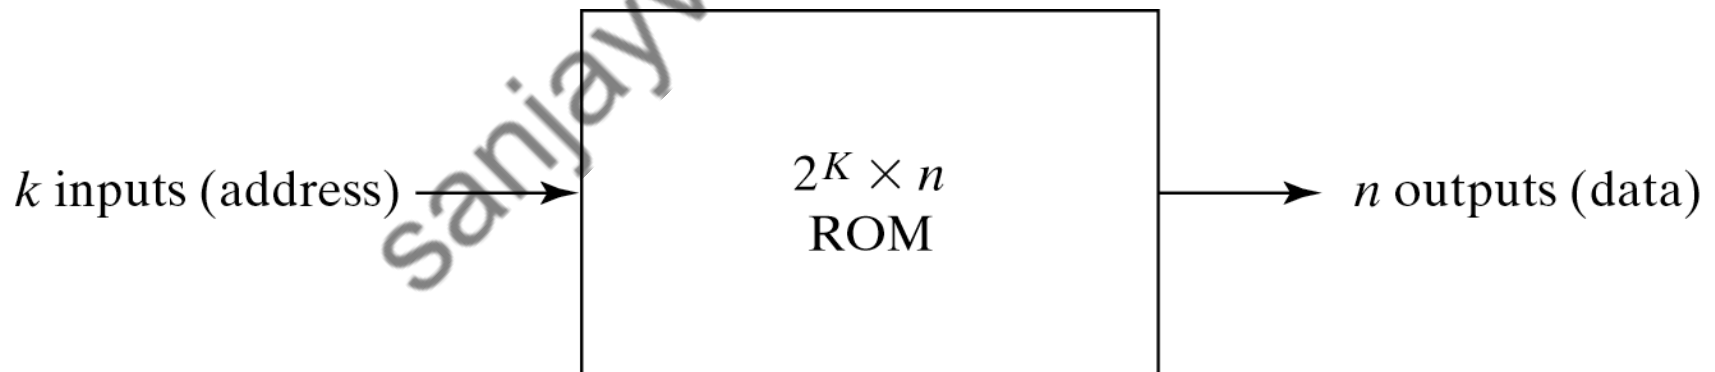 k inputs (address)
2^K × n
ROM
n outputs (data)
sanjay